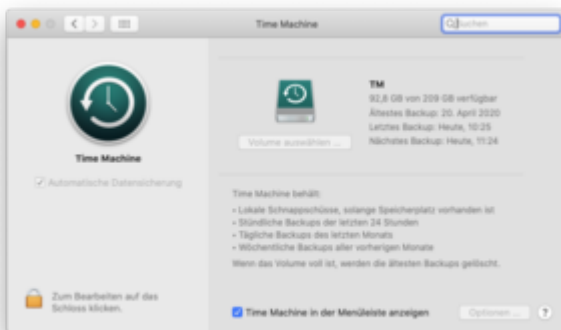 Time Machine
Suchen
Time Machine
Automatische Datensicherung
Zum Bearbeiten auf das
Schloss klicken.
Volume auswählen ...
TM
92,8 GB von 209 GB verfügbar
Ältestes Backup: 20. April 2020
Letztes Backup: Heute, 10:25
Nächstes Backup: Heute, 11:24
Time Machine behält:
• Lokale Schnappschüsse, solange Speicherplatz vorhanden ist
• Stündliche Backups der letzten 24 Stunden
• Tägliche Backups des letzten Monats
• Wöchentliche Backups aller vorherigen Monate
Wenn das Volume voll ist, werden die ältesten Backups gelöscht.
Time Machine in der Menüleiste anzeigen
Optionen ...
?